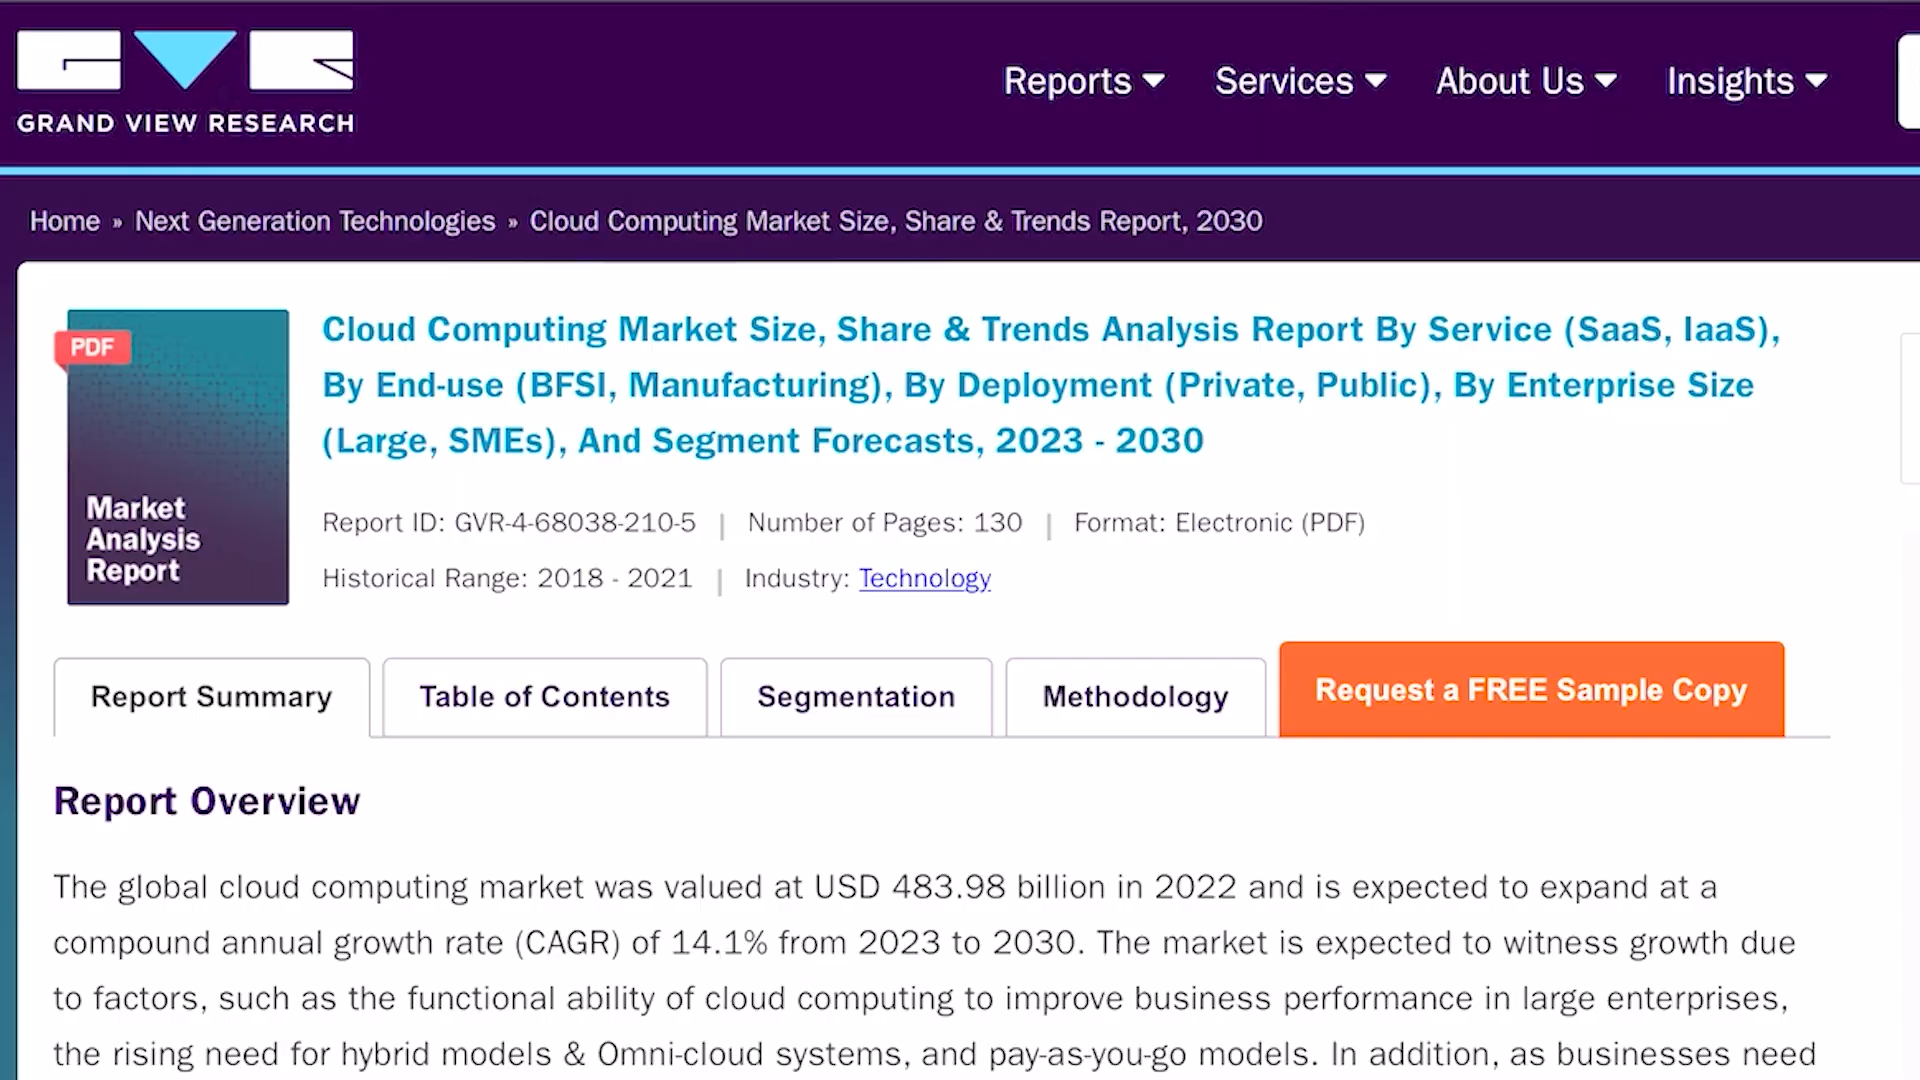 GRAND VIEW RESEARCH
Reports Services About Us Insights
Home » Next Generation Technologies » Cloud Computing Market Size, Share & Trends Report, 2030
PDF
Market
Analysis
Report
Cloud Computing Market Size, Share & Trends Analysis Report By Service (SaaS, IaaS),
By End-use (BFSI, Manufacturing), By Deployment (Private, Public), By Enterprise Size
(Large, SMEs), And Segment Forecasts, 2023 - 2030
Report ID: GVR-4-68038-210-5 | Number of Pages: 130 | Format: Electronic (PDF)
Historical Range: 2018 - 2021 | Industry: Technology
Report Summary Table of Contents Segmentation Methodology Request a FREE Sample Copy
Report Overview
The global cloud computing market was valued at USD 483.98 billion in 2022 and is expected to expand at a
compound annual growth rate (CAGR) of 14.1% from 2023 to 2030. The market is expected to witness growth due
to factors, such as the functional ability of cloud computing to improve business performance in large enterprises,
the rising need for hybrid models & Omni-cloud systems, and pay-as-you-go models. In addition, as businesses need